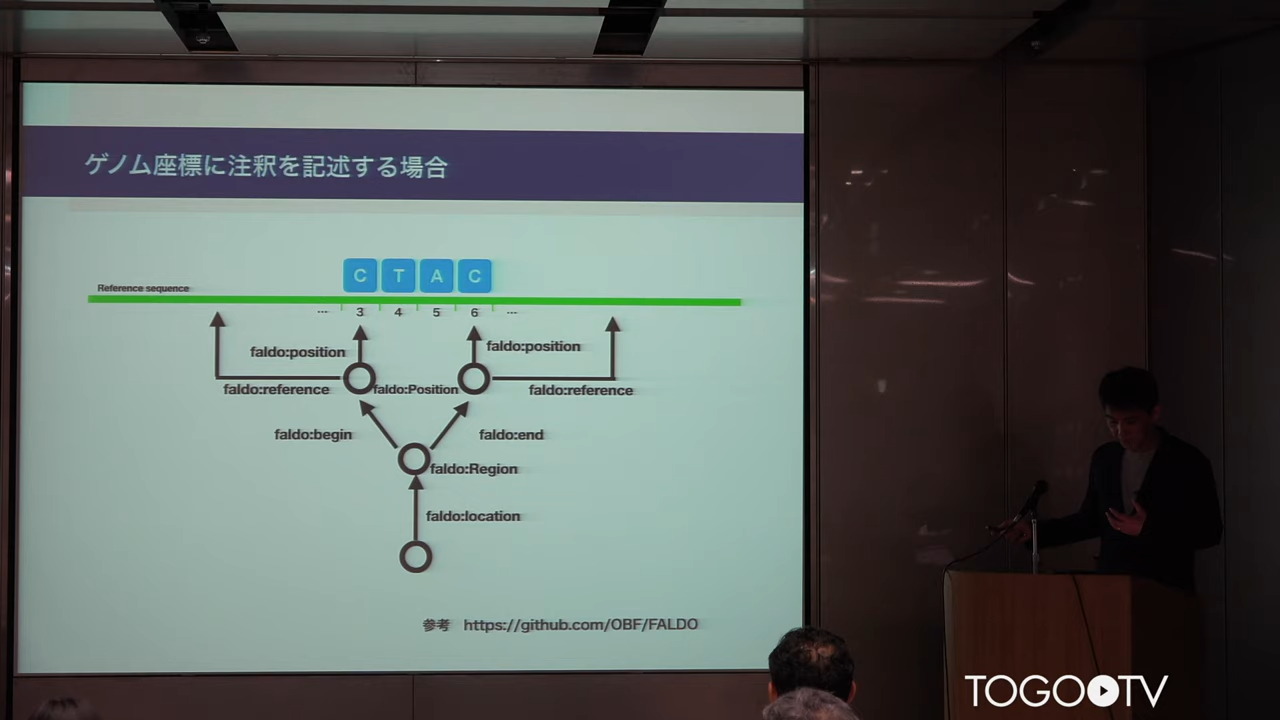 ゲノム座標に注釈を記述する場合
C T A C
Reference sequence
... 3 4 5 6 ...
faldo:position faldo:position
faldo:reference faldo:Position faldo:reference
faldo:begin faldo:end
faldo:Region
faldo:location
参考 https://github.com/OBF/FALDO
TOGO TV